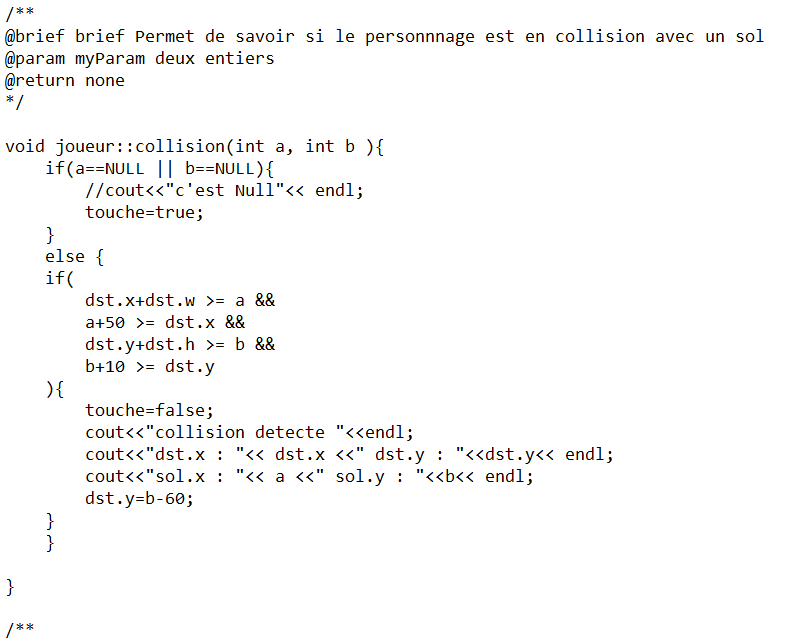 /**
@brief brief Permet de savoir si le personnnage est en collision avec un sol
@param myParam deux entiers
@return none
*/
void joueur::collision(int a, int b ){
if(a==NULL || b==NULL){
//cout<<"c'est Null"<< endl;
touche=true;
}
else {
if(
dst.x+dst.w >= a &&
a+50 >= dst.x &&
dst.y+dst.h >= b &&
b+10 >= dst.y
){
touche=false;
cout<<"collision detecte "<<endl;
cout<<"dst.x : "<< dst.x <<" dst.y : "<<dst.y<< endl;
cout<<"sol.x : "<< a <<" sol.y : "<<b<< endl;
dst.y=b-60;
}
}
}
/**